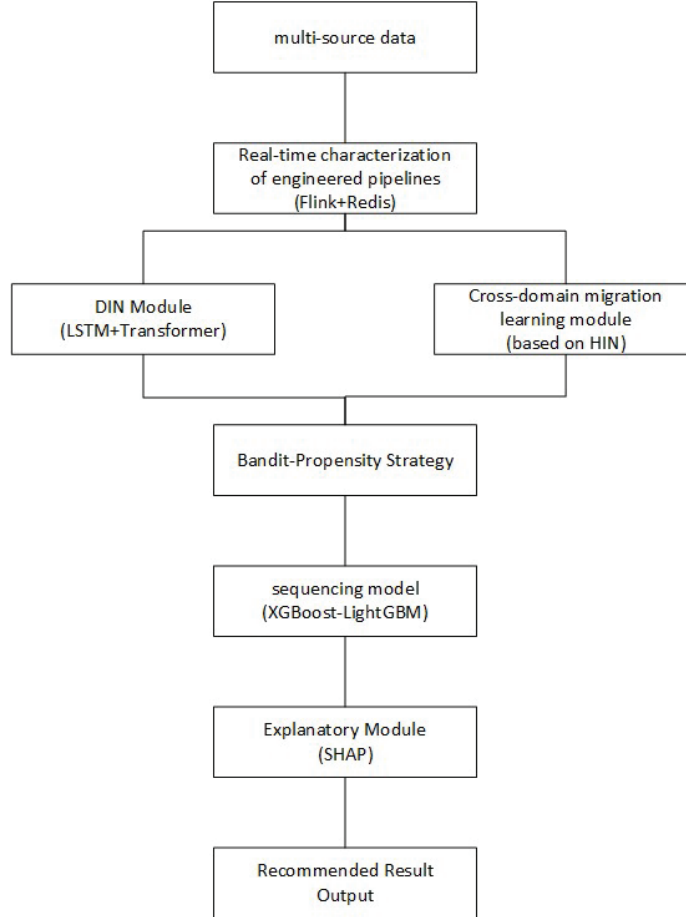 multi-source data
Real-time characterization
of engineered pipelines
(Flink+Redis)
DIN Module
(LSTM+Transformer)
Cross-domain migration
learning module
(based on HIN)
Bandit-Propensity Strategy
sequencing model
(XGBoost-LightGBM)
Explanatory Module
(SHAP)
Recommended Result
Output